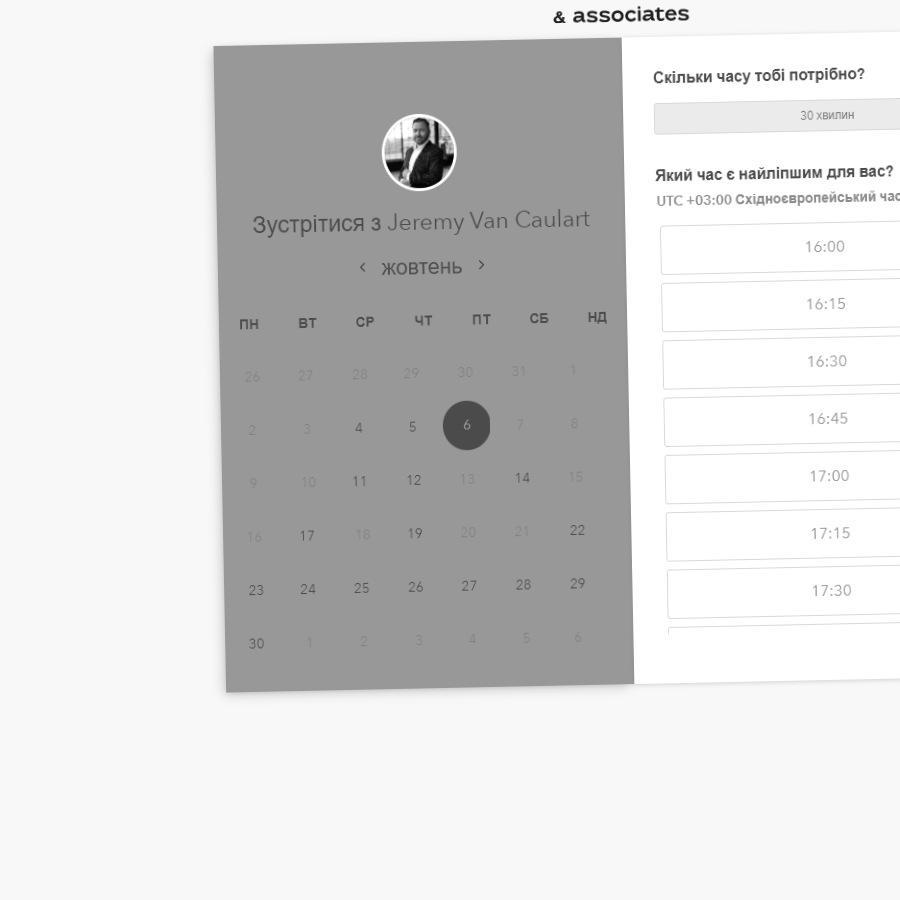 & associates
Зустрітися з Jeremy Van Caulart
‹ жовтень ›
ПН ВТ СР ЧТ ПТ СБ НД
26 27 28 29 30 31 1
2 3 4 5 6 7 8
9 10 11 12 13 14 15
16 17 18 19 20 21 22
23 24 25 26 27 28 29
30 1 2 3 4 5 6
Скільки часу тобі потрібно?
30 хвилин
Який час є найліпшим для вас?
UTC +03:00 Східноєвропейський час
16:00
16:15
16:30
16:45
17:00
17:15
17:30